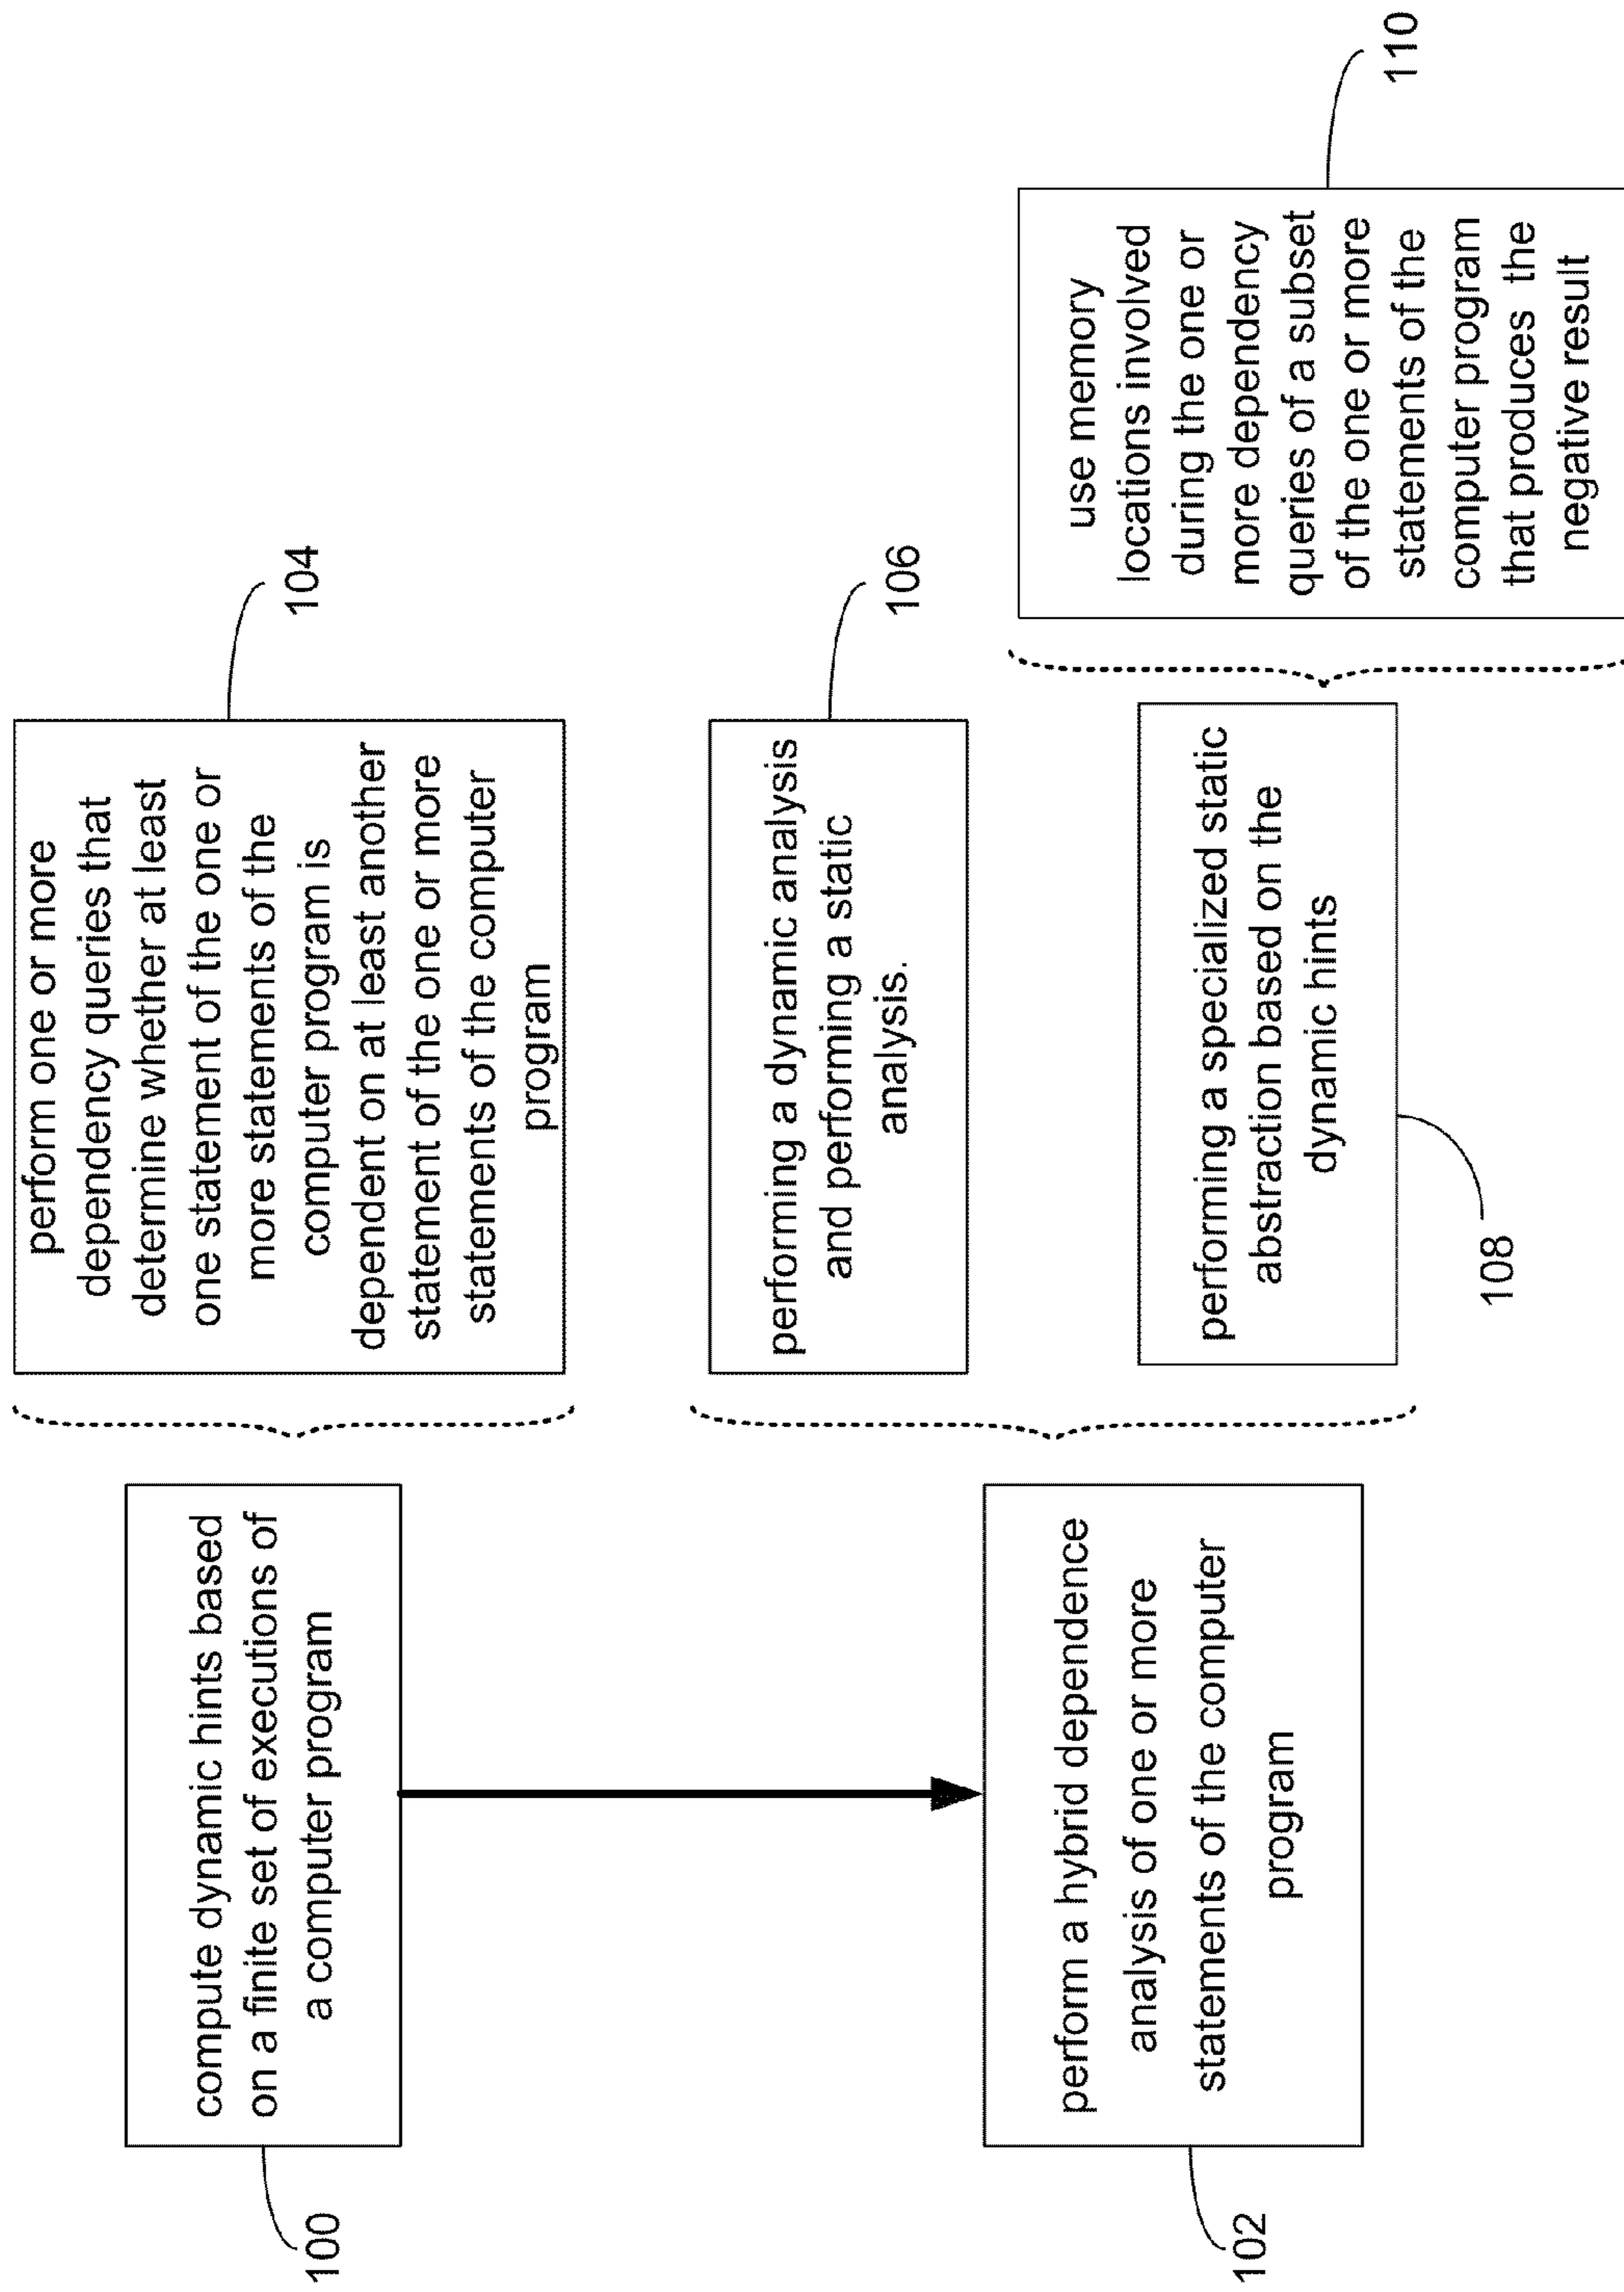 100
compute dynamic hints based
on a finite set of executions of
a computer program
perform one or more
dependency queries that
determine whether at least
one statement of the one or
more statements of the
computer program is
dependent on at least another
statement of the one or more
statements of the computer
program
104
102
perform a hybrid dependence
analysis of one or more
statements of the computer
program
performing a dynamic analysis
and performing a static
analysis.
106
performing a specialized static
abstraction based on the
dynamic hints
108
use memory
locations involved
during the one or
more dependency
queries of a subset
of the one or more
statements of the
computer program
that produces the
negative result
110